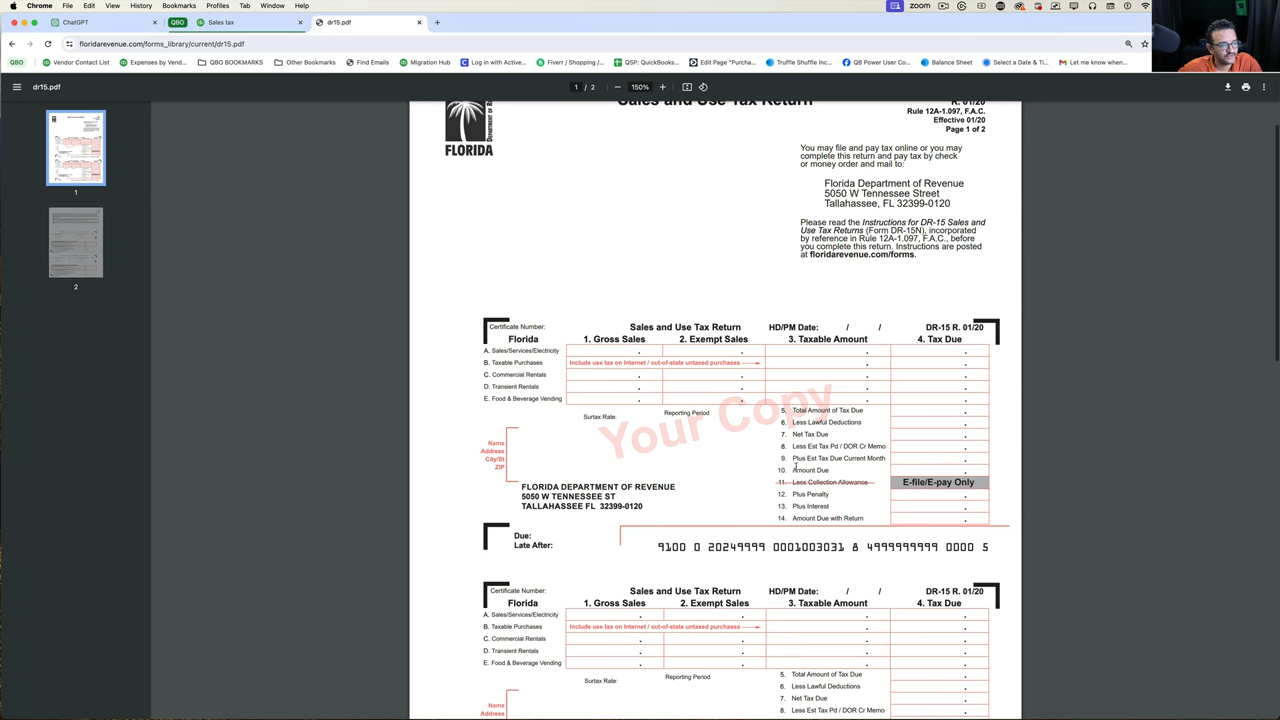 Chrome File Edit View History Bookmarks Profiles Tab Window Help zoom
ChatGPT × QBO Sales tax × dr15.pdf × +
floridarevenue.com/forms_library/current/dr15.pdf
QBO Vendor Contact List Expenses by Vend... QBO BOOKMARKS Other Bookmarks Find Emails Migration Hub Log in with Active... Fiverr / Shopping /... QSP: QuickBooks... Edit Page “Purcha... Truffle Shuffle Inc... QB Power User Co... Balance Sheet Select a Date & Ti... Let me know when...
dr15.pdf 1 / 2 150%
1
2
Sales and Use Tax Return
R. 01/20
Rule 12A-1.097, F.A.C.
Effective 01/20
Page 1 of 2
DEPARTMENT OF REVENUE
FLORIDA
You may file and pay tax online or you may
complete this return and pay tax by check
or money order and mail to:
Florida Department of Revenue
5050 W Tennessee Street
Tallahassee, FL 32399-0120
Please read the Instructions for DR-15 Sales and
Use Tax Returns (Form DR-15N), incorporated
by reference in Rule 12A-1.097, F.A.C., before
you complete this return. Instructions are posted
at floridarevenue.com/forms.
Certificate Number: Sales and Use Tax Return HD/PM Date: / / DR-15 R. 01/20
Florida 1. Gross Sales 2. Exempt Sales 3. Taxable Amount 4. Tax Due
A. Sales/Services/Electricity . . . .
B. Taxable Purchases Include use tax on Internet / out-of-state untaxed purchases . .
C. Commercial Rentals . . . .
D. Transient Rentals . . . .
E. Food & Beverage Vending . . . .
Surtax Rate: Reporting Period
Your Copy
5. Total Amount of Tax Due .
6. Less Lawful Deductions .
7. Net Tax Due .
8. Less Est Tax Pd / DOR Cr Memo .
9. Plus Est Tax Due Current Month .
10. Amount Due .
11. Less Collection Allowance E-file/E-pay Only
12. Plus Penalty .
13. Plus Interest .
14. Amount Due with Return .
Name
Address
City/St
ZIP
FLORIDA DEPARTMENT OF REVENUE
5050 W TENNESSEE ST
TALLAHASSEE FL 32399-0120
Due:
Late After:
9100 0 20249999 0001003031 8 4999999999 0000 5
Certificate Number: Sales and Use Tax Return HD/PM Date: / / DR-15 R. 01/20
Florida 1. Gross Sales 2. Exempt Sales 3. Taxable Amount 4. Tax Due
A. Sales/Services/Electricity . . . .
B. Taxable Purchases Include use tax on Internet / out-of-state untaxed purchases . .
C. Commercial Rentals . . . .
D. Transient Rentals . . . .
E. Food & Beverage Vending . . . .
Surtax Rate: Reporting Period
5. Total Amount of Tax Due .
6. Less Lawful Deductions .
7. Net Tax Due .
8. Less Est Tax Pd / DOR Cr Memo .
Name
Address